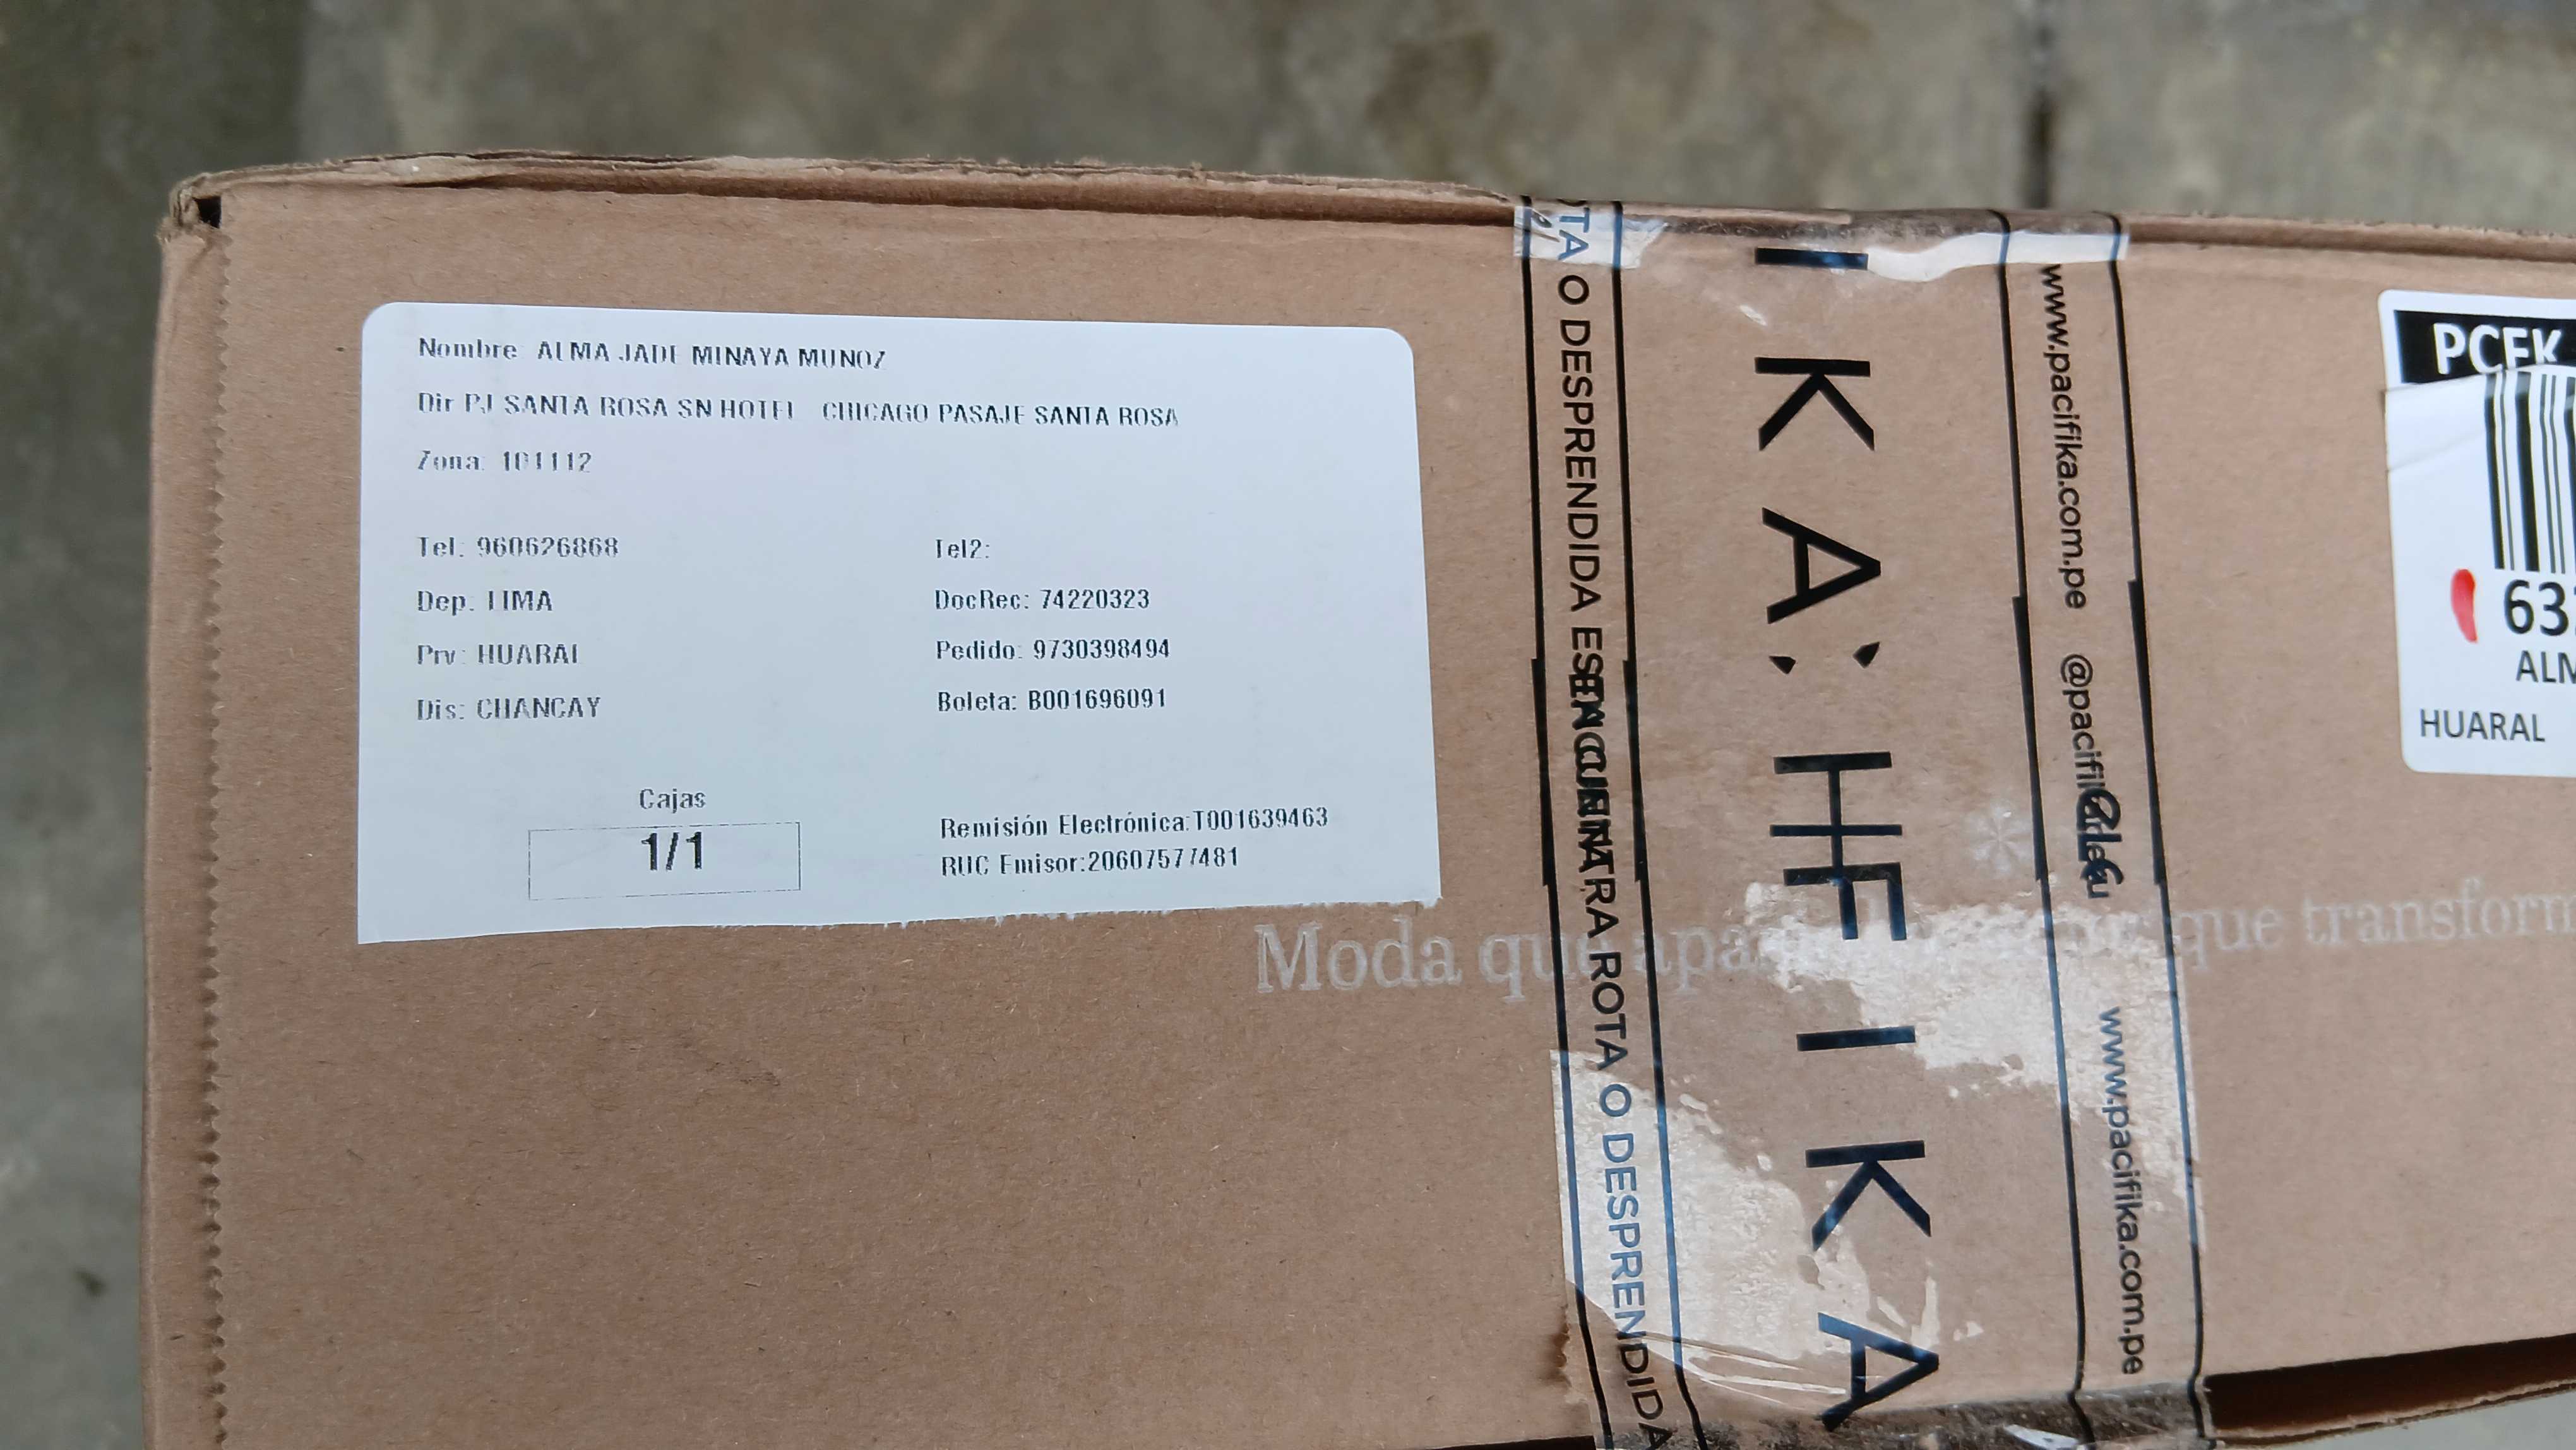 Nombre: ALMA JADE MINAYA MUNOZ
Dir PJ SANTA ROSA SN HOTEL CHICAGO PASAJE SANTA ROSA
Zona: 101112
Tel: 960626868
Tel2:
Dep. LIMA
DocRec: 74220323
Prv: HUARAL
Pedido: 9730398494
Dis: CHANCAY
Boleta: B001696091
Cajas
1/1
Remisión Electrónica:T001639463
RUC Emisor:20607577481
Moda que
que transform
OTA O DESPRENDIDA
ROTA O DESPRENDIDA
I K A
I K A
www.pacifika.com.pe
www.pacifika.com.pe
PCFK
63
ALM
HUARAL